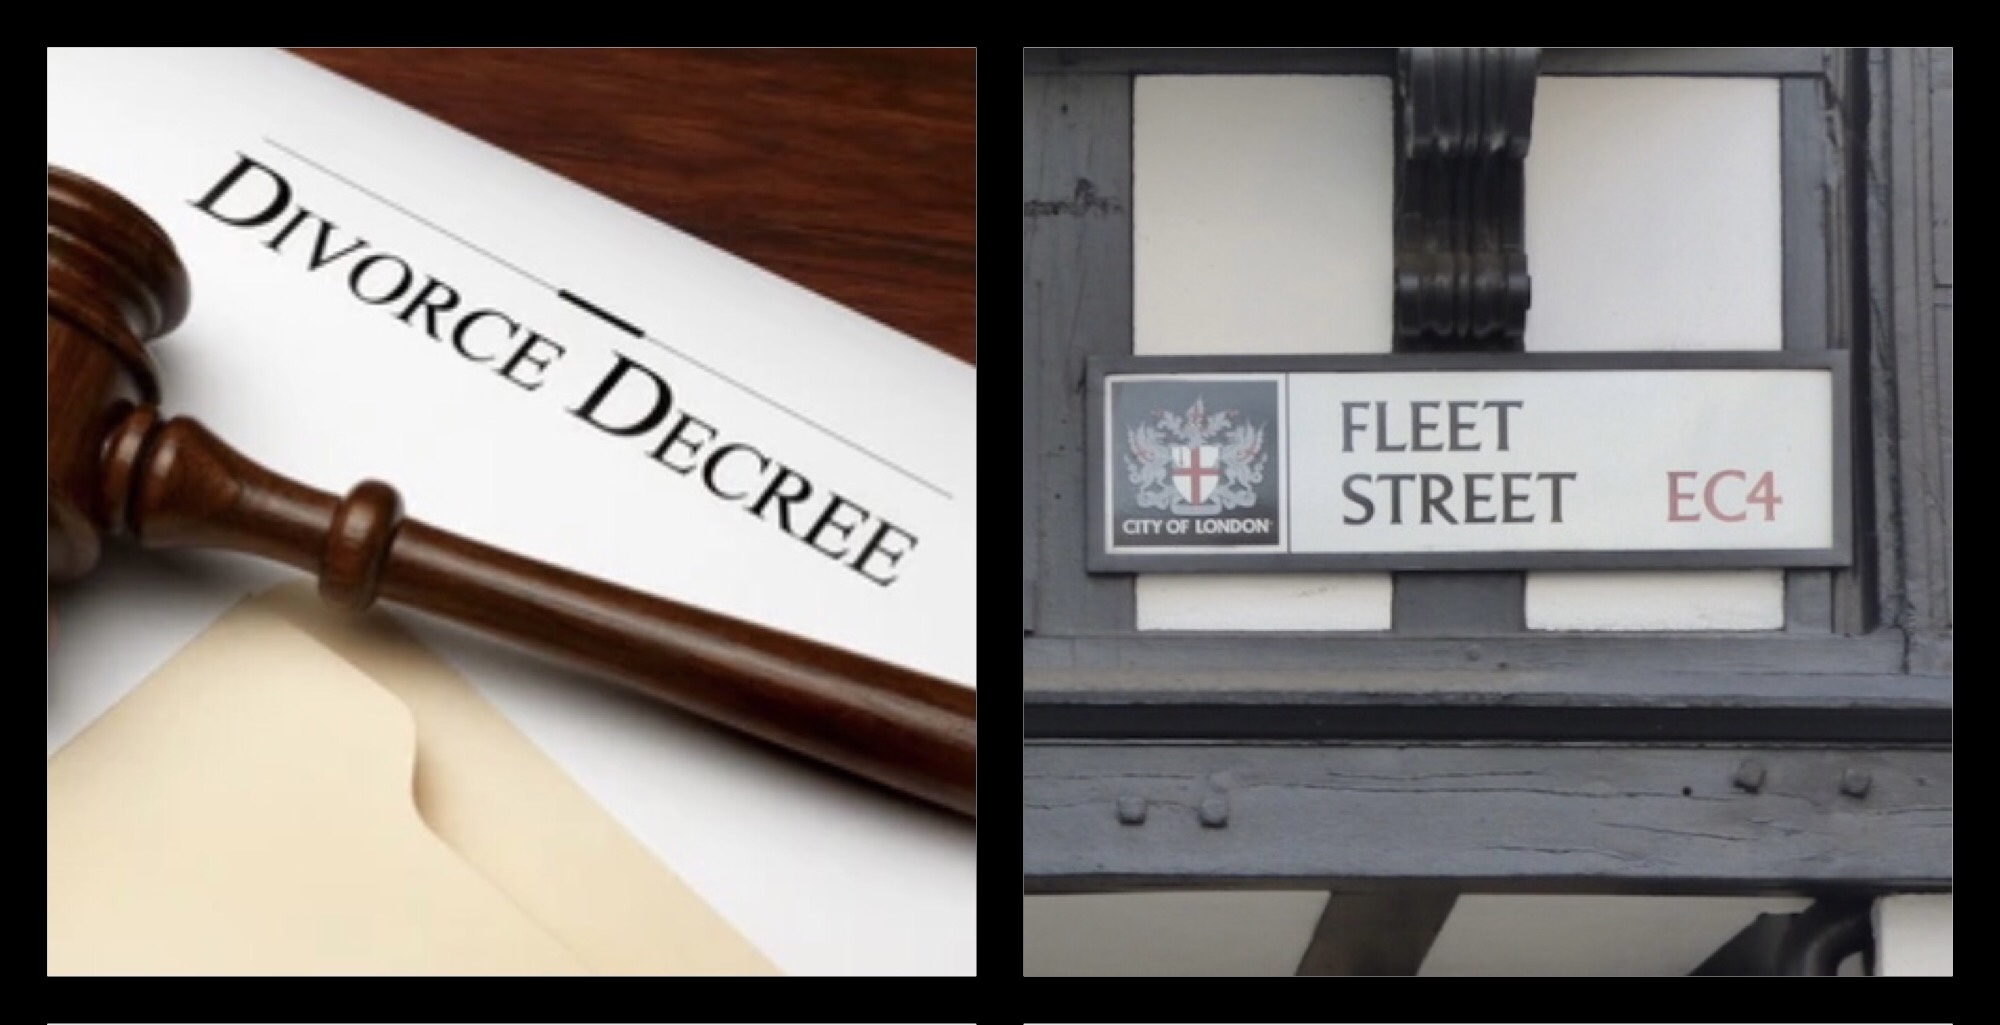 DIVORCE DECREE
FLEET
STREET EC4
CITY OF LONDON